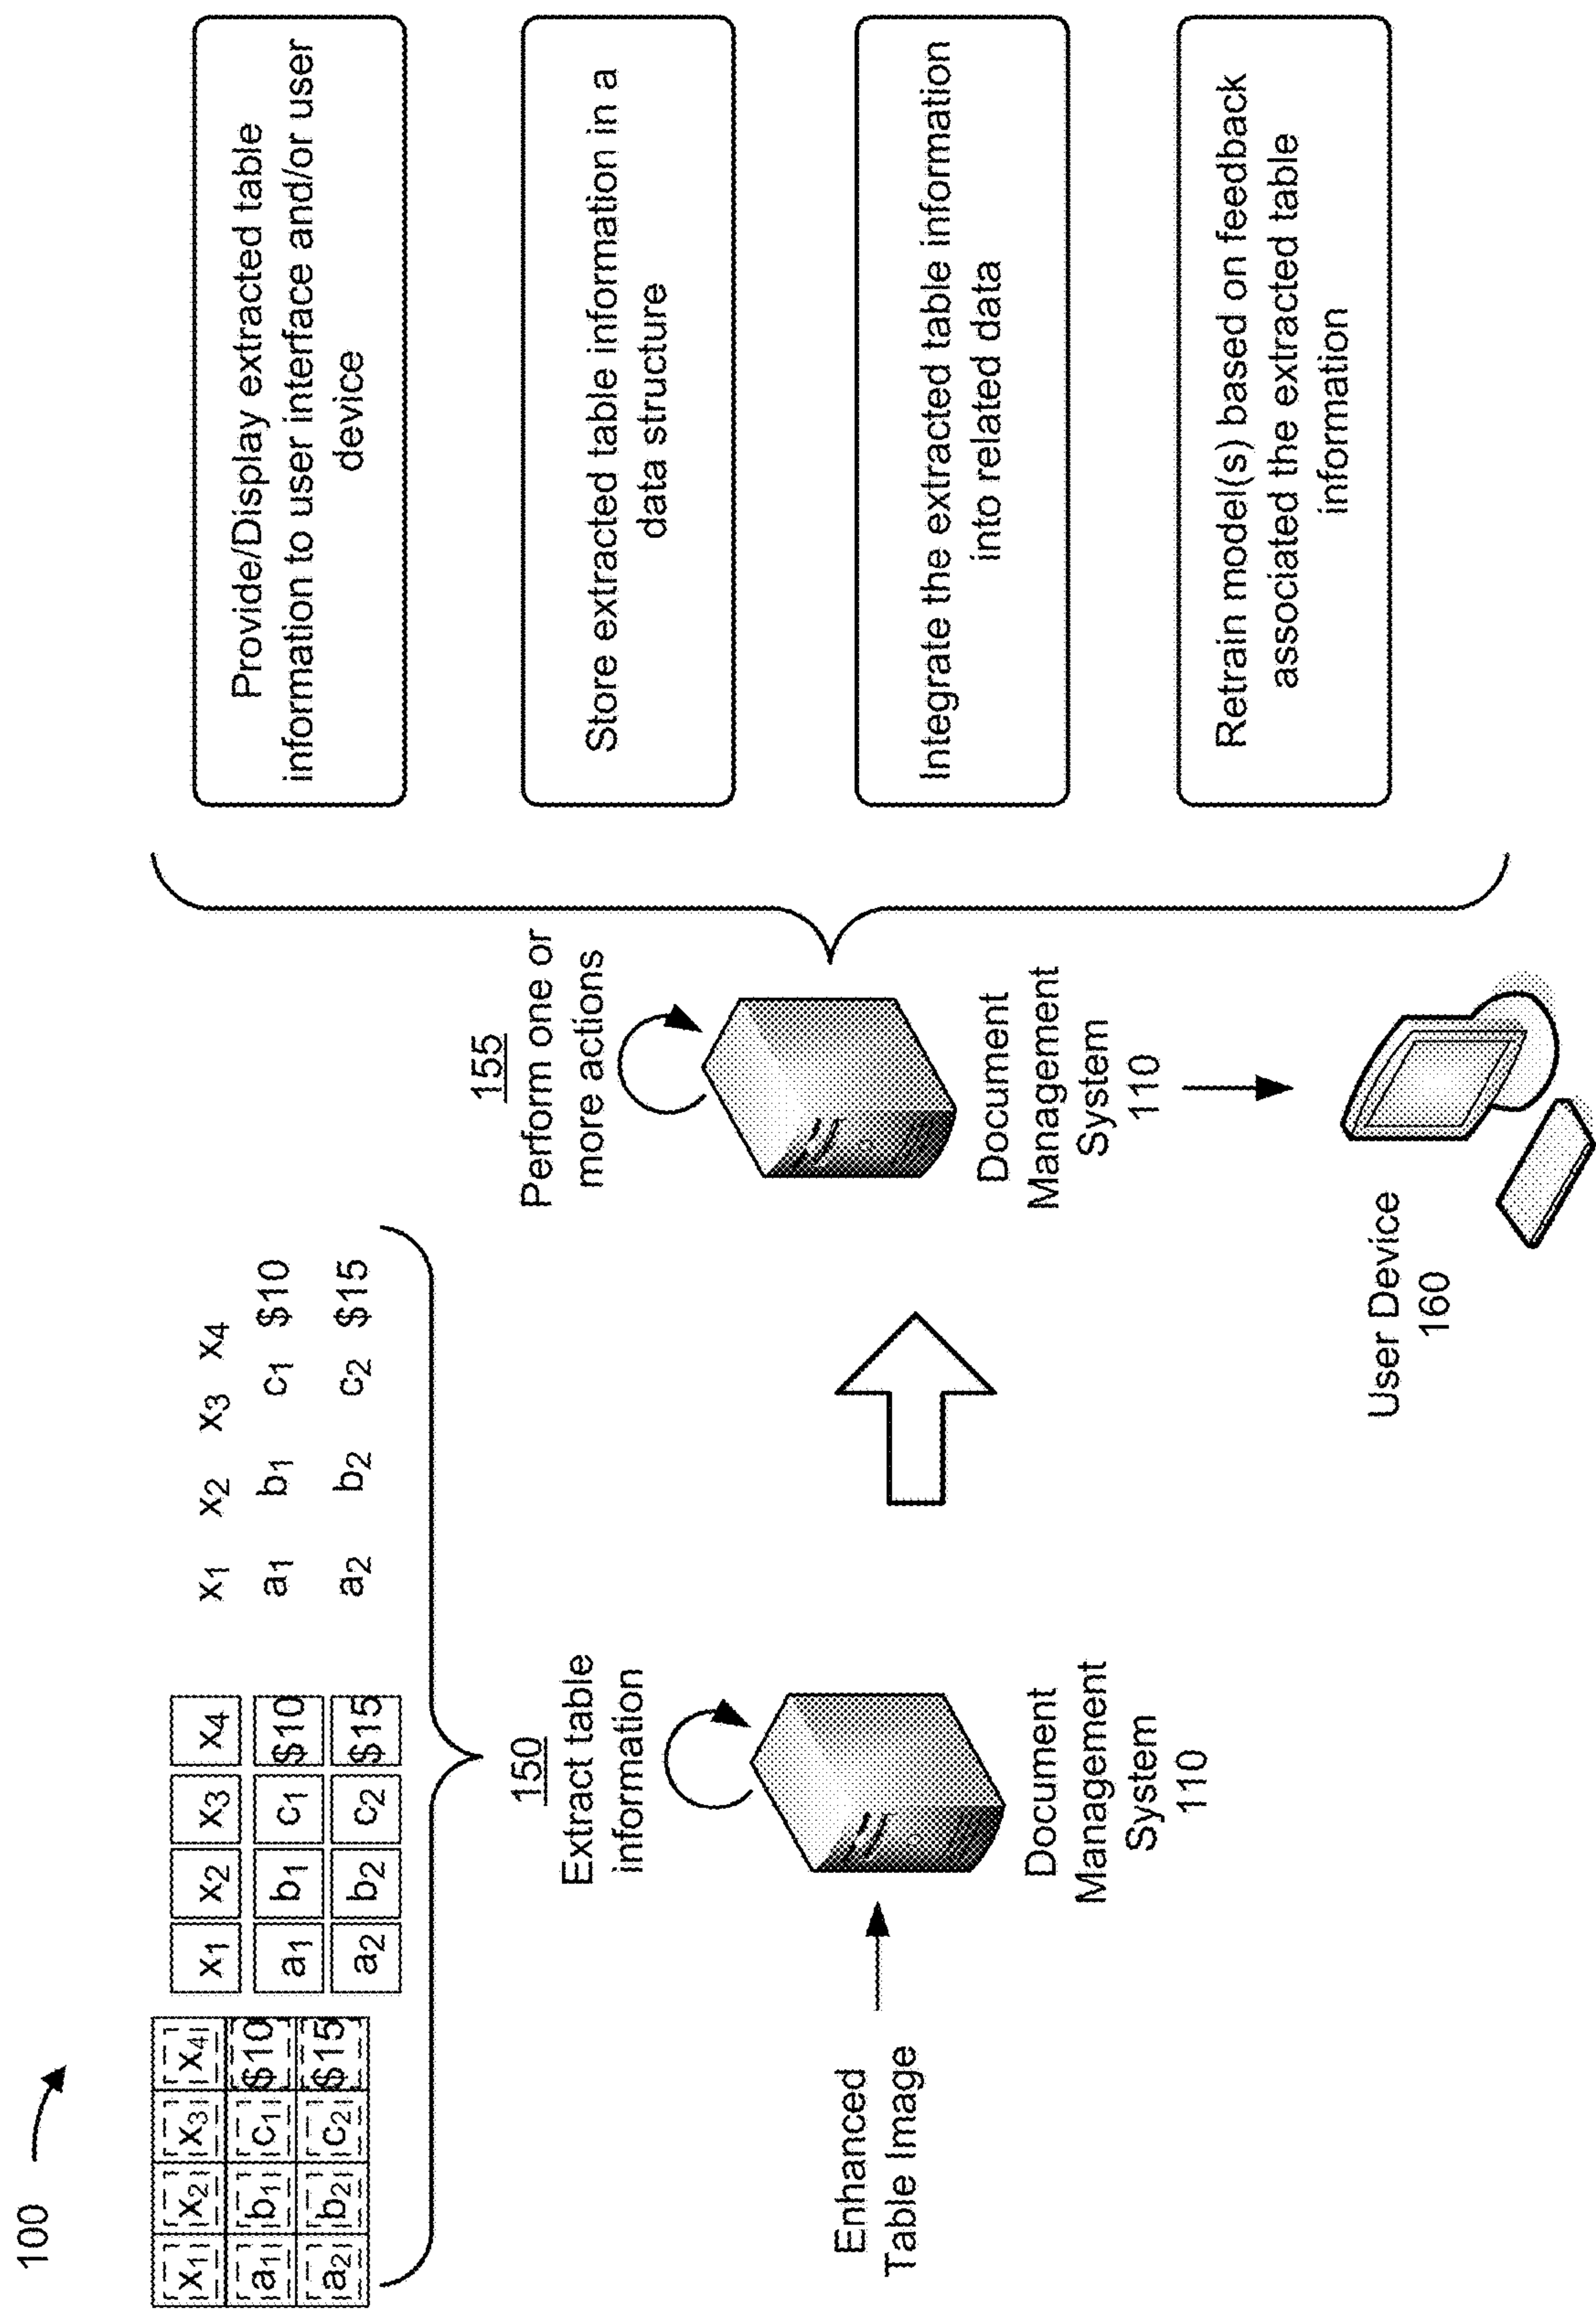 100
x1 x2 x3 x4
a1 b1 c1 $10
a2 b2 c2 $15
x1 x2 x3 x4
a1 b1 c1 $10
a2 b2 c2 $15
x1 x2 x3 x4
a1 b1 c1 $10
a2 b2 c2 $15
150
Extract table
information
Enhanced
Table Image
Document
Management
System
110
155
Perform one or
more actions
Document
Management
System
110
User Device
160
Provide/Display extracted table
information to user interface and/or user
device
Store extracted table information in a
data structure
Integrate the extracted table information
into related data
Retrain model(s) based on feedback
associated the extracted table
information